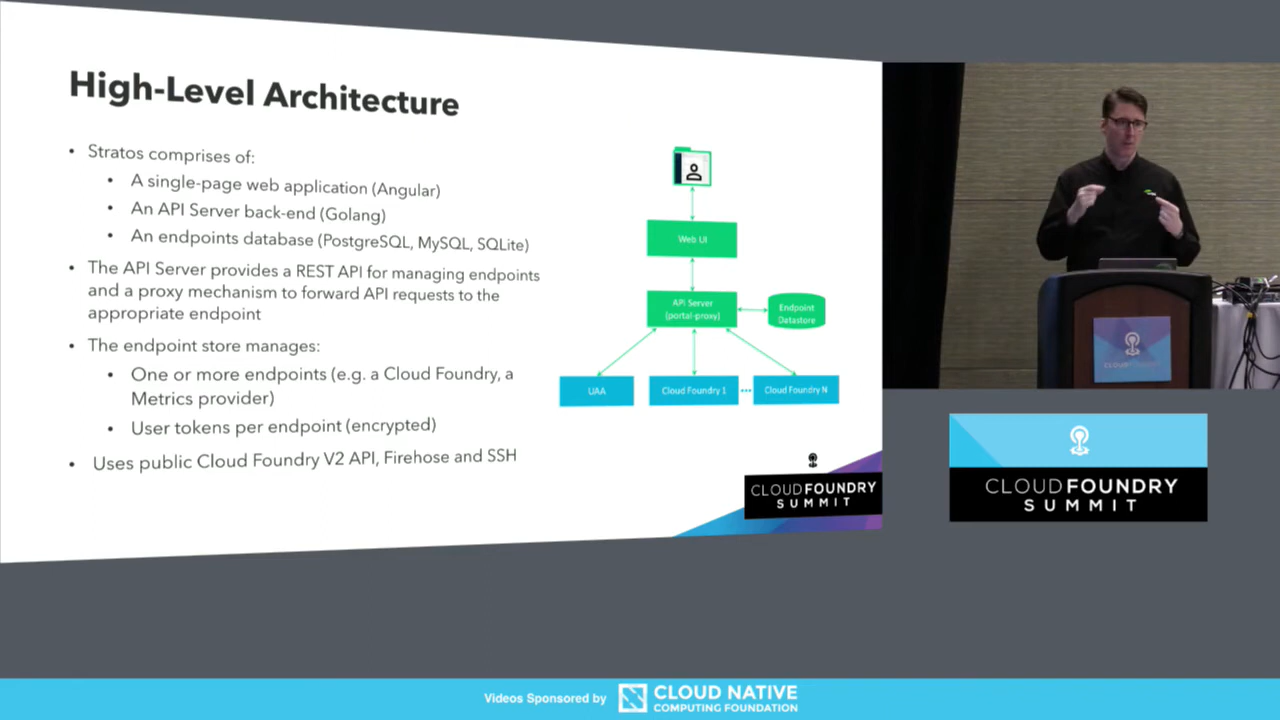 High-Level Architecture
• Stratos comprises of:
• A single-page web application (Angular)
• An API Server back-end (Golang)
• An endpoints database (PostgreSQL, MySQL, SQLite)
• The API Server provides a REST API for managing endpoints
and a proxy mechanism to forward API requests to the
appropriate endpoint
• The endpoint store manages:
• One or more endpoints (e.g. a Cloud Foundry, a
Metrics provider)
• User tokens per endpoint (encrypted)
• Uses public Cloud Foundry V2 API, Firehose and SSH
Web UI
API Server
(portal-proxy)
Endpoint
Datastore
UAA
Cloud Foundry 1
...
Cloud Foundry N
CLOUDFOUNDRY
SUMMIT
CLOUDFOUNDRY
CLOUDFOUNDRY
SUMMIT
Videos Sponsored by
CLOUD NATIVE
COMPUTING FOUNDATION